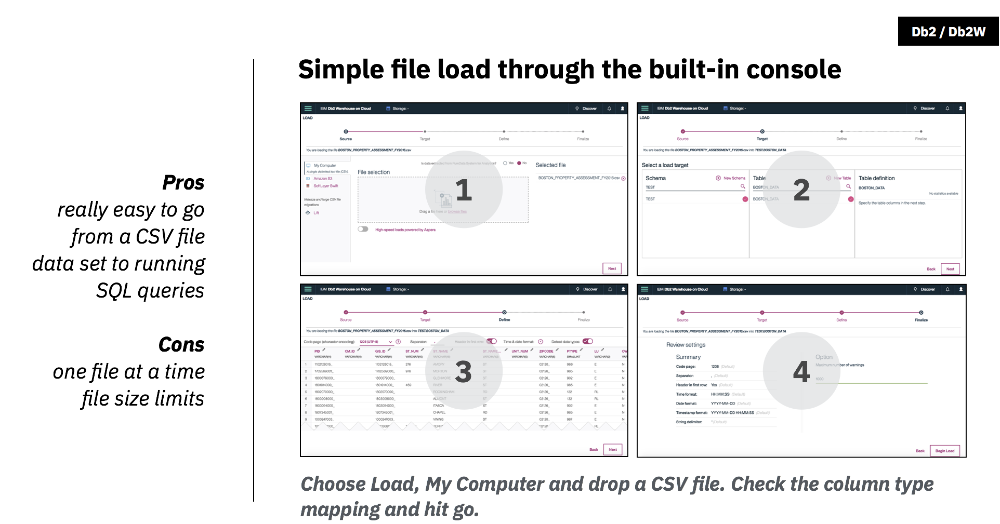 Db2 / Db2W
Simple file load through the built-in console
Pros
really easy to go
from a CSV file
data set to running
SQL queries
Cons
one file at a time
file size limits
IBM Db2 Warehouse on Cloud Storage: - Discover
LOAD
Source Target Define Finalize
You are loading the file BOSTON_PROPERTY_ASSESSMENT_FY2016.csv
My Computer
A single delimited text file (CSV).
S3 Amazon S3
SoftLayer Swift
Netezza and large CSV file
migrations
Lift
Is data extracted from PureData System for Analytics? Yes No
File selection
Drag a file here or browse files
High-speed loads powered by Aspera
Selected file
BOSTON_PROPERTY_ASSESSMENT_FY2016.csv
1
Next
IBM Db2 Warehouse on Cloud Storage: - Discover
LOAD
Source Target Define Finalize
You are loading the file BOSTON_PROPERTY_ASSESSMENT_FY2016.csv into TEST.BOSTON_DATA
Select a load target
Schema New Schema
TEST
TEST
Table New Table
BOSTON_DATA
BOSTON_DATA
Table definition
BOSTON_DATA
No statistics available
Specify the table columns in the next step.
2
Back Next
IBM Db2 Warehouse on Cloud Storage: - Discover
LOAD
Source Target Define Finalize
You are loading the file BOSTON_PROPERTY_ASSESSMENT_FY2016.csv into TEST.BOSTON_DATA
Code page (character encoding): 1208 (UTF-8) Separator: , Header in first row: Time & date format: Detect data types:
PID CM_ID GIS_ID ST_NUM ST_NAME ST_NAME... UNIT_NUM ZIPCODE PTYPE LU OW
VARCHAR(11) VARCHAR(11) VARCHAR(11) VARCHAR(10) VARCHAR(16) VARCHAR(2) VARCHAR(5) VARCHAR(6) SMALLINT VARCHAR(2) VAR
1 1102128015_ 1102128015_ 276 AMORY ST 02130_ 986 E N
2 1702569001_ 1702569000_ 976 MORTON ST 02126_ 985 E N
3 1800079000_ 1800079000_ GLENMORE ST 02126_ 902 E N
4 1801014000_ 1801014000_ 459 RIVER ST 02126_ 985 E N
5 1802070000_ 1802070000_ ROCKINGHAM RD 02126_ 132 RL N
6 1803008000_ 1803008000_ ALMONT ST 02126_ 132 RL N
7 1803094000_ 1803094000_ ITASCA ST 02126_ 902 E N
8 1807345001_ 1807345000_ CHAPEL RD 02136_ 985 E N
9 1000247003_ 1000247003_ VINING ST 02120_ 987 E N
3
Back Next
IBM Db2 Warehouse on Cloud Storage: - Discover
LOAD
Source Target Define Finalize
You are loading the file BOSTON_PROPERTY_ASSESSMENT_FY2016.csv into TEST.BOSTON_DATA
Review settings
Summary
Code page: 1208 (Default)
Separator: , (Default)
Header in first row: Yes (Default)
Time format: HH:MM:SS (Default)
Date format: YYYY-MM-DD (Default)
Timestamp format: YYYY-MM-DD HH:MM:SS (Default)
String delimiter: " (Default)
Option
Maximum number of warnings
1000
4
Back Begin Load
Choose Load, My Computer and drop a CSV file. Check the column type
mapping and hit go.